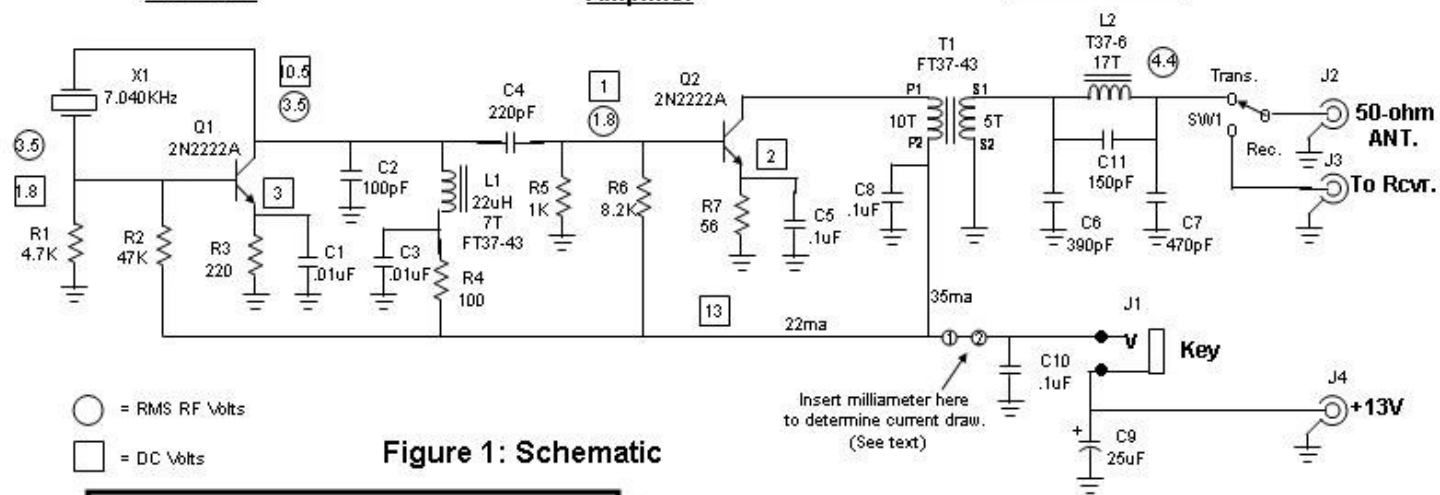 L2
T37-6
17T
4.4
T1
FT37-43
X1
7.040KHz
10.5
3.5
1
1.8
C4
220pF
Q2
2N2222A
P1
S1
10T
5T
P2
S2
Trans.
J2
SW1
50-ohm
ANT.
Rec.
J3
To Rcvr.
Q1
2N2222A
3.5
1.8
3
2
C2
100pF
L1
22uH
7T
FT37-43
R5
1K
R6
8.2K
R7
56
C5
.1uF
C8
.1uF
C11
150pF
C6
390pF
C7
470pF
R1
4.7K
R2
47K
R3
220
C1
.01uF
C3
.01uF
R4
100
13
22ma
35ma
J1
1
2
V
Key
C10
.1uF
Insert milliameter here
to determine current draw.
(See text)
J4
+13V
+
C9
25uF
= RMS RF Volts
= DC Volts
Figure 1: Schematic